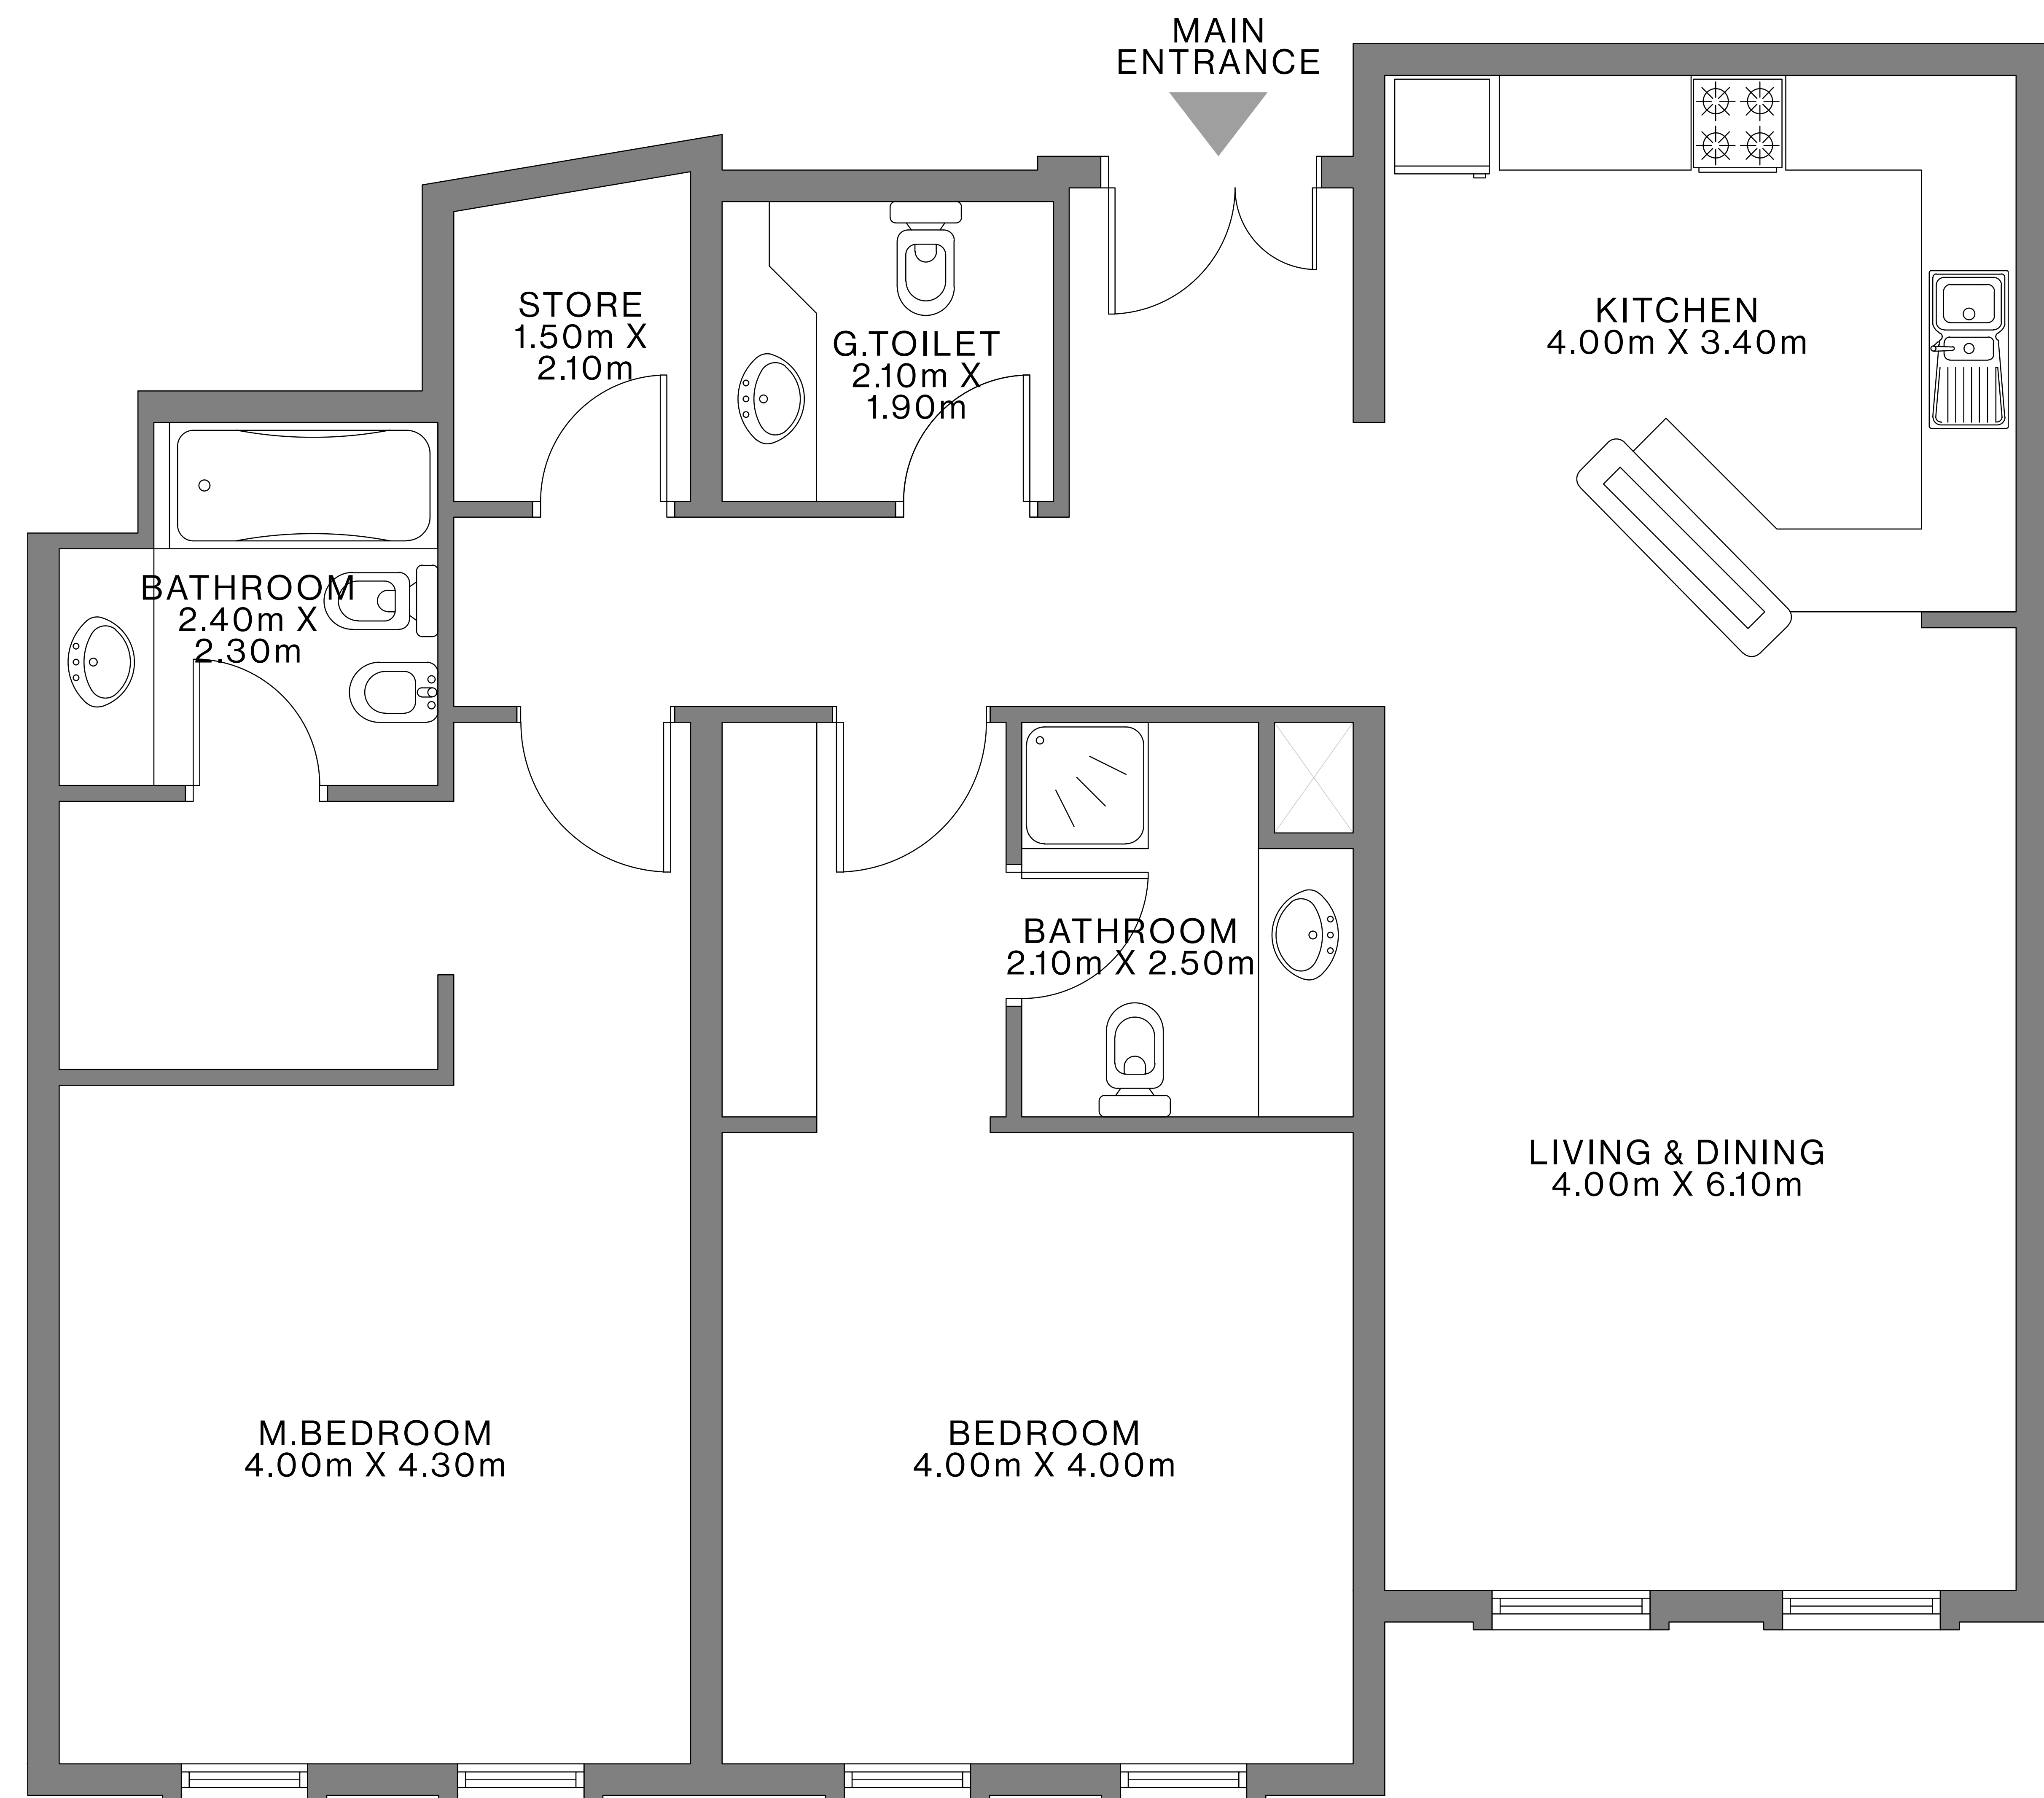 MAIN
ENTRANCE
STORE
1.50m X
2.10m
G.TOILET
2.10m X
1.90m
KITCHEN
4.00m X 3.40m
BATHROOM
2.40m X
2.30m
BATHROOM
2.10m X 2.50m
LIVING & DINING
4.00m X 6.10m
M.BEDROOM
4.00m X 4.30m
BEDROOM
4.00m X 4.00m